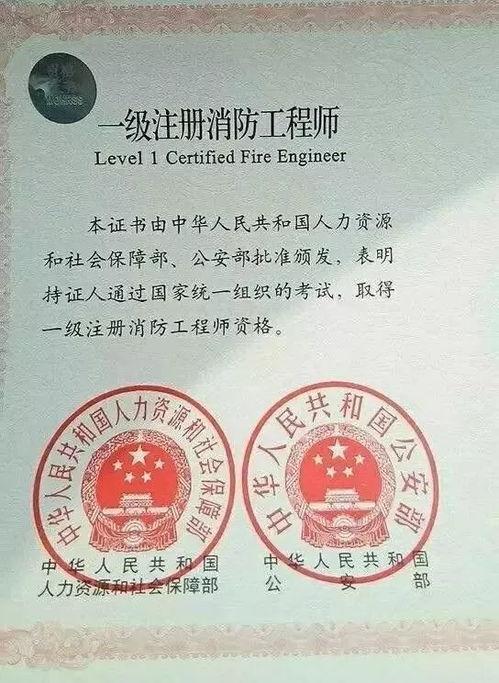 一级注册消防工程师
Level 1 Certified Fire Engineer
本证书由中华人民共和国人力资源
和社会保障部、公安部批准颁发，表明
持证人通过国家统一组织的考试，取得
一级注册消防工程师资格。
中华人民共和国人力资源和社会保障部
中华人民共和国公安部
中华人民共和国
人力资源和社会保障部
中华人民共和国
公安部